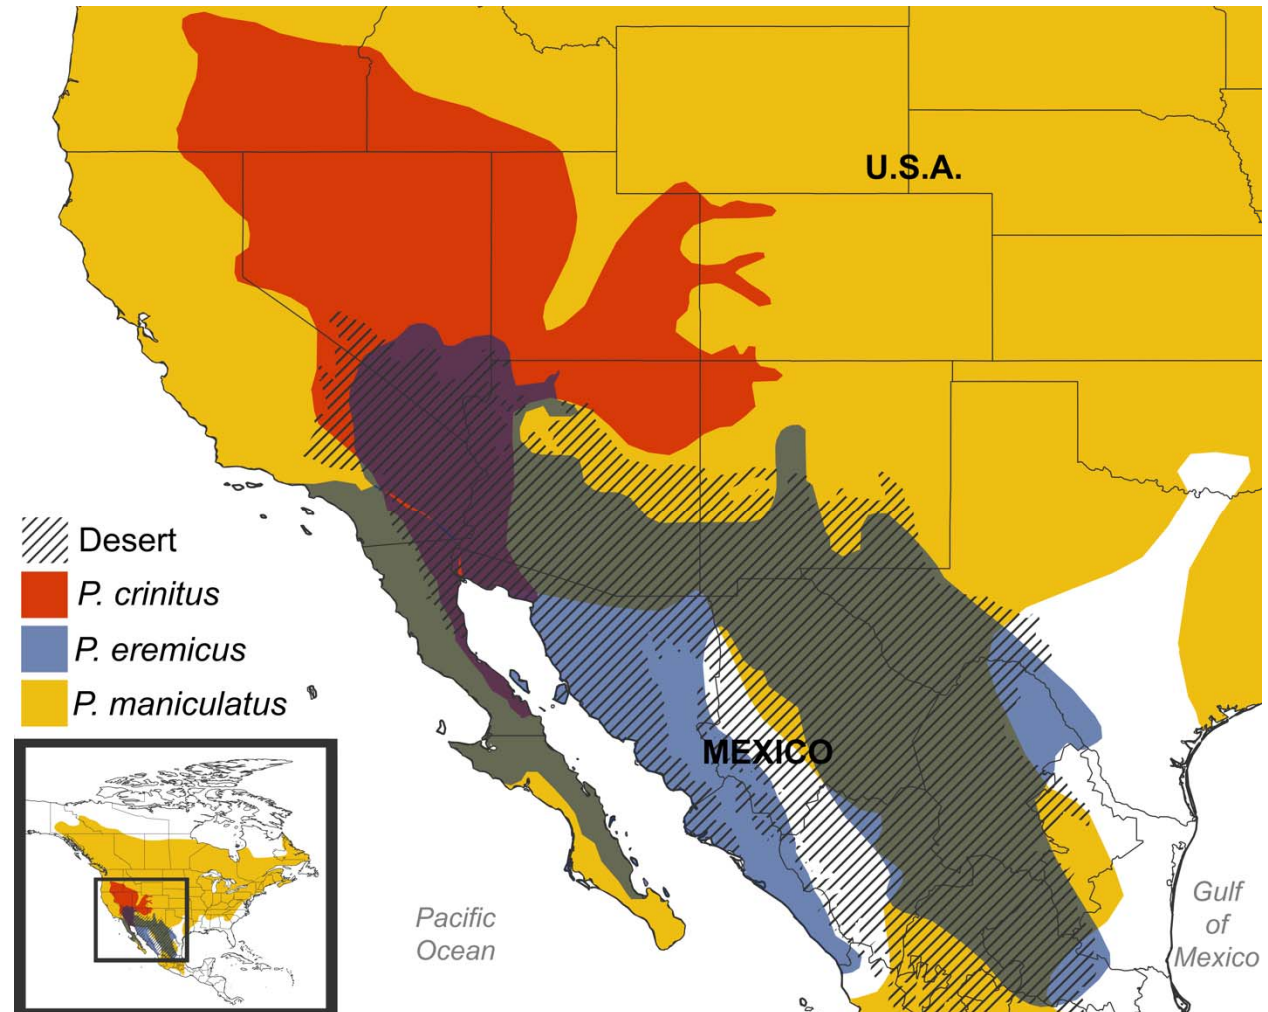 U.S.A.
Desert
P. crinitus
P. eremicus
P. maniculatus
MEXICO
Pacific
Ocean
Gulf
of
Mexico